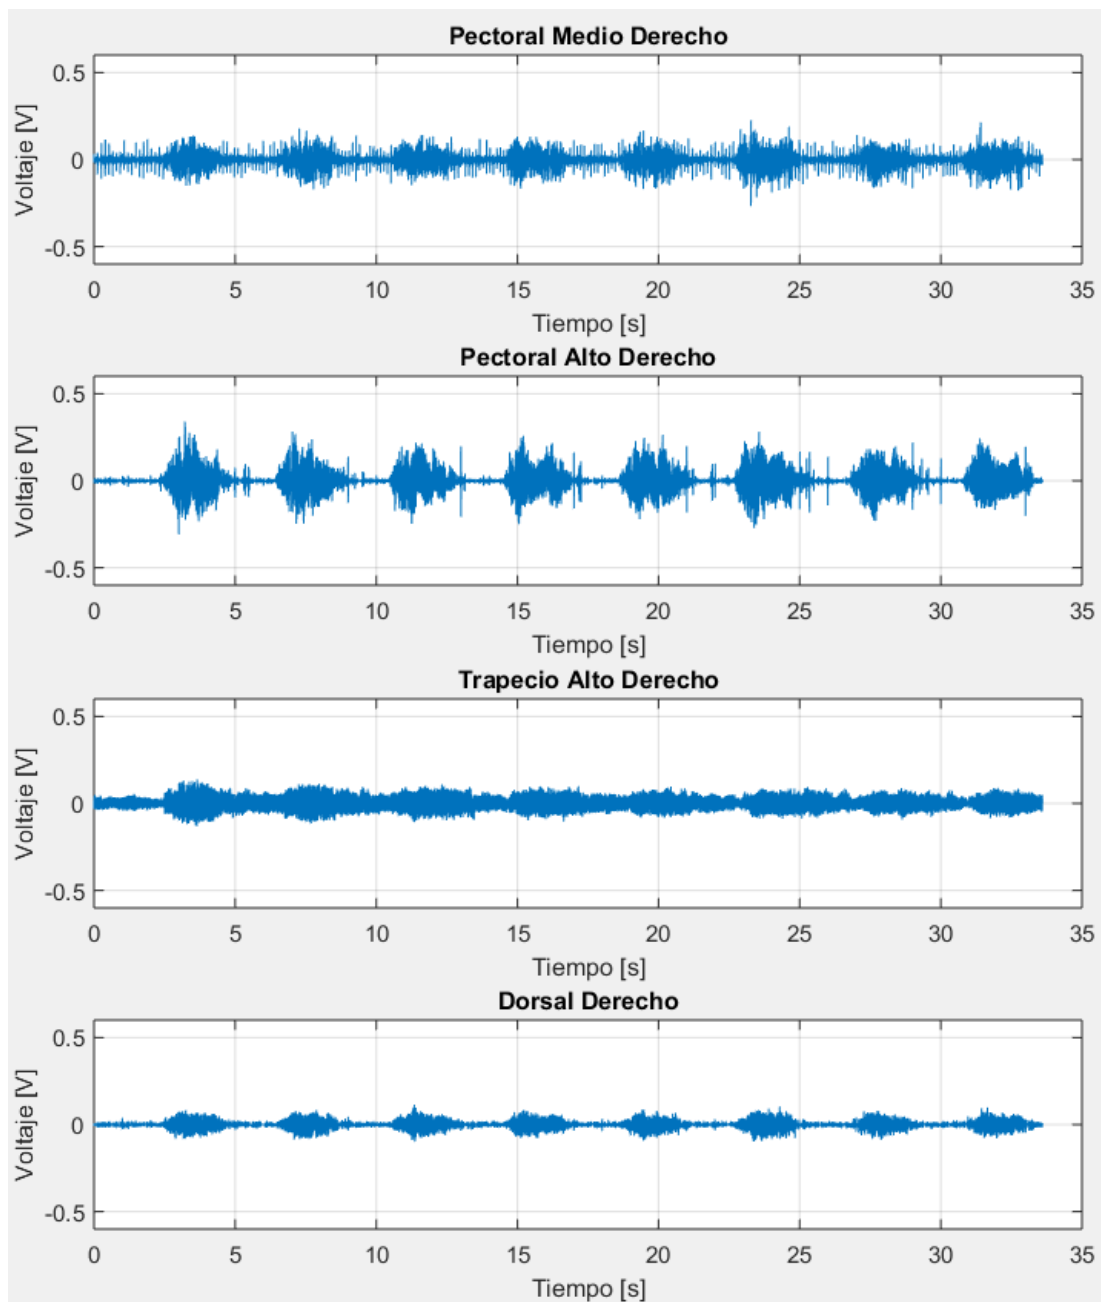 Pectoral Medio Derecho
0.5
0
-0.5
Voltaje [V]
0 5 10 15 20 25 30 35
Tiempo [s]
Pectoral Alto Derecho
0.5
0
-0.5
Voltaje [V]
0 5 10 15 20 25 30 35
Tiempo [s]
Trapecio Alto Derecho
0.5
0
-0.5
Voltaje [V]
0 5 10 15 20 25 30 35
Tiempo [s]
Dorsal Derecho
0.5
0
-0.5
Voltaje [V]
0 5 10 15 20 25 30 35
Tiempo [s]